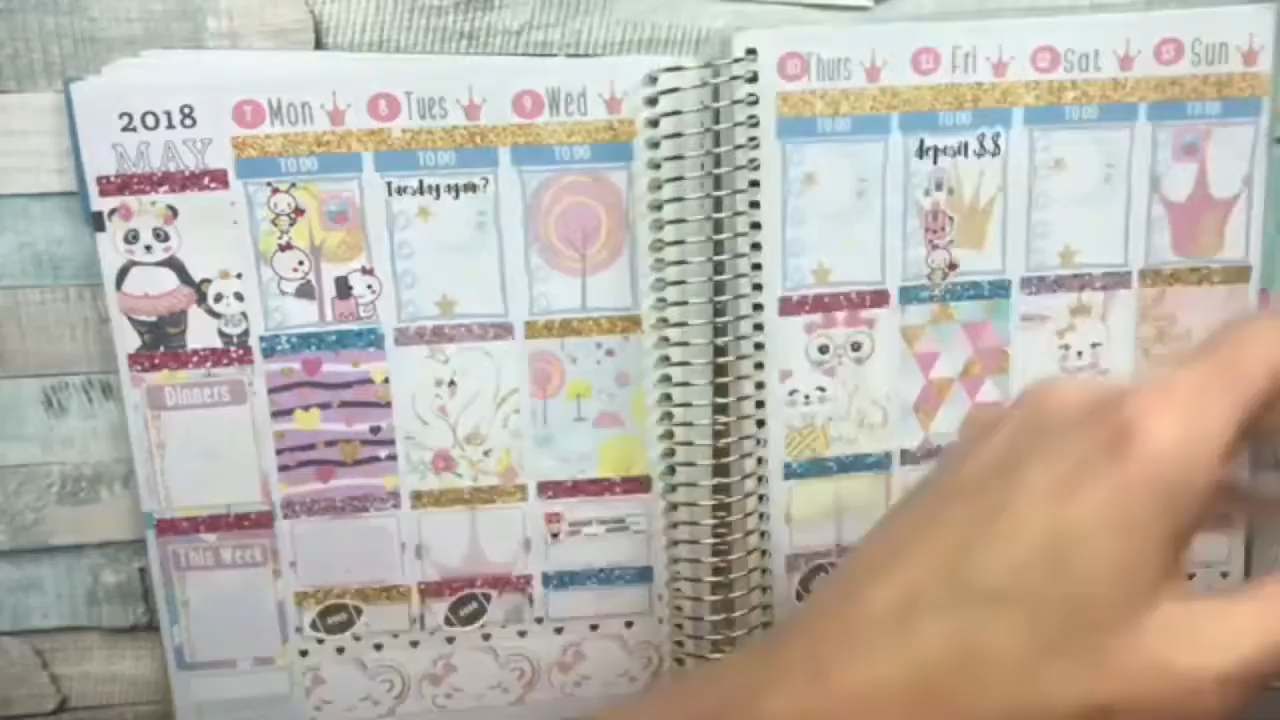 2018
MAY
7 Mon
8 Tues
9 Wed
10 Thurs
11 Fri
12 Sat
13 Sun
TO DO
TO DO
TO DO
TO DO
TO DO
TO DO
TO DO
Tuesday again?
deposit $$
Dinners
This Week